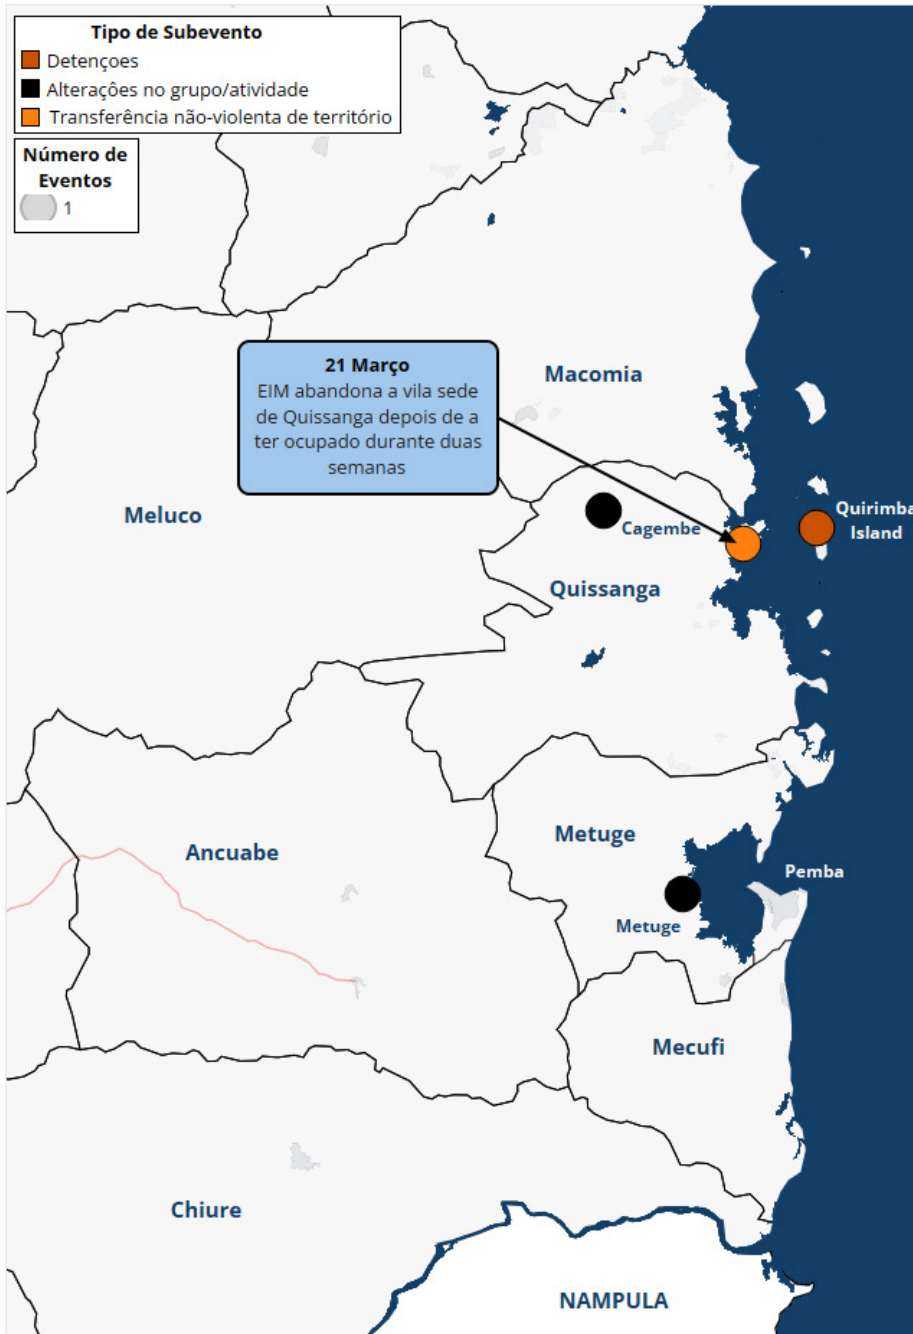 Tipo de Subevento
Detençoes
Alterações no grupo/atividade
Transferência não-violenta de território
Número de
Eventos
1
21 Março
EIM abandona a vila sede
de Quissanga depois de a
ter ocupado durante duas
semanas
Macomia
Meluco
Cagembe
Quirimba
Island
Quissanga
Metuge
Ancuabe
Pemba
Metuge
Mecufi
Chiure
NAMPULA